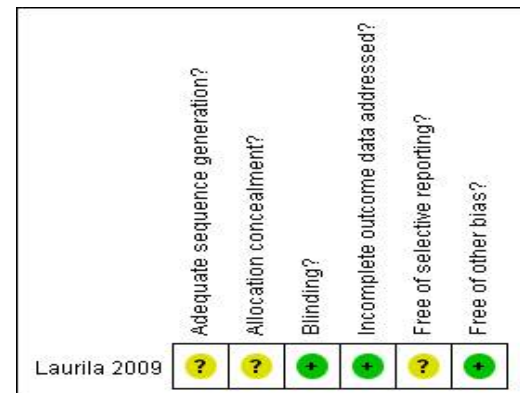 Adequate sequence generation?
Allocation concealment?
Blinding?
Incomplete outcome data addressed?
Free of selective reporting?
Free of other bias?
Laurila 2009 ? ? + + ? +